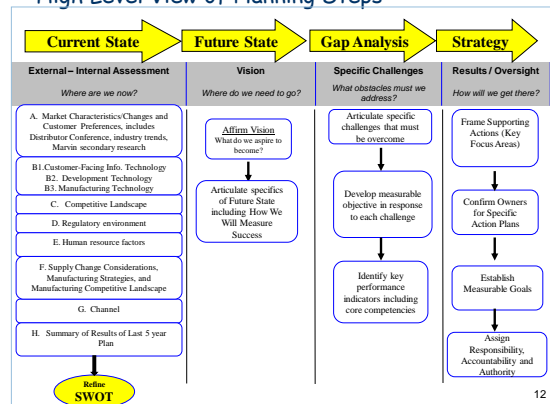 High Level View of Planning Steps
Current State
Future State
Gap Analysis
Strategy
External – Internal Assessment
Where are we now?
Vision
Where do we need to go?
Specific Challenges
What obstacles must we
address?
Results / Oversight
How will we get there?
A. Market Characteristics/Changes and
Customer Preferences, includes
Distributor Conference, industry trends,
Marvin secondary research
B1.Customer-Facing Info. Technology
B2. Development Technology
B3. Manufacturing Technology
C. Competitive Landscape
D. Regulatory environment
E. Human resource factors
F. Supply Change Considerations,
Manufacturing Strategies, and
Manufacturing Competitive Landscape
G. Channel
H. Summary of Results of Last 5 year
Plan
Refine
SWOT
Affirm Vision
What do we aspire to
become?
Articulate specifics
of Future State
including How We
Will Measure
Success
Articulate specific
challenges that must
be overcome
Develop measurable
objective in response
to each challenge
Identify key
performance
indicators including
core competencies
Frame Supporting
Actions (Key
Focus Areas)
Confirm Owners
for Specific
Action Plans
Establish
Measurable Goals
Assign
Responsibility,
Accountability and
Authority
12